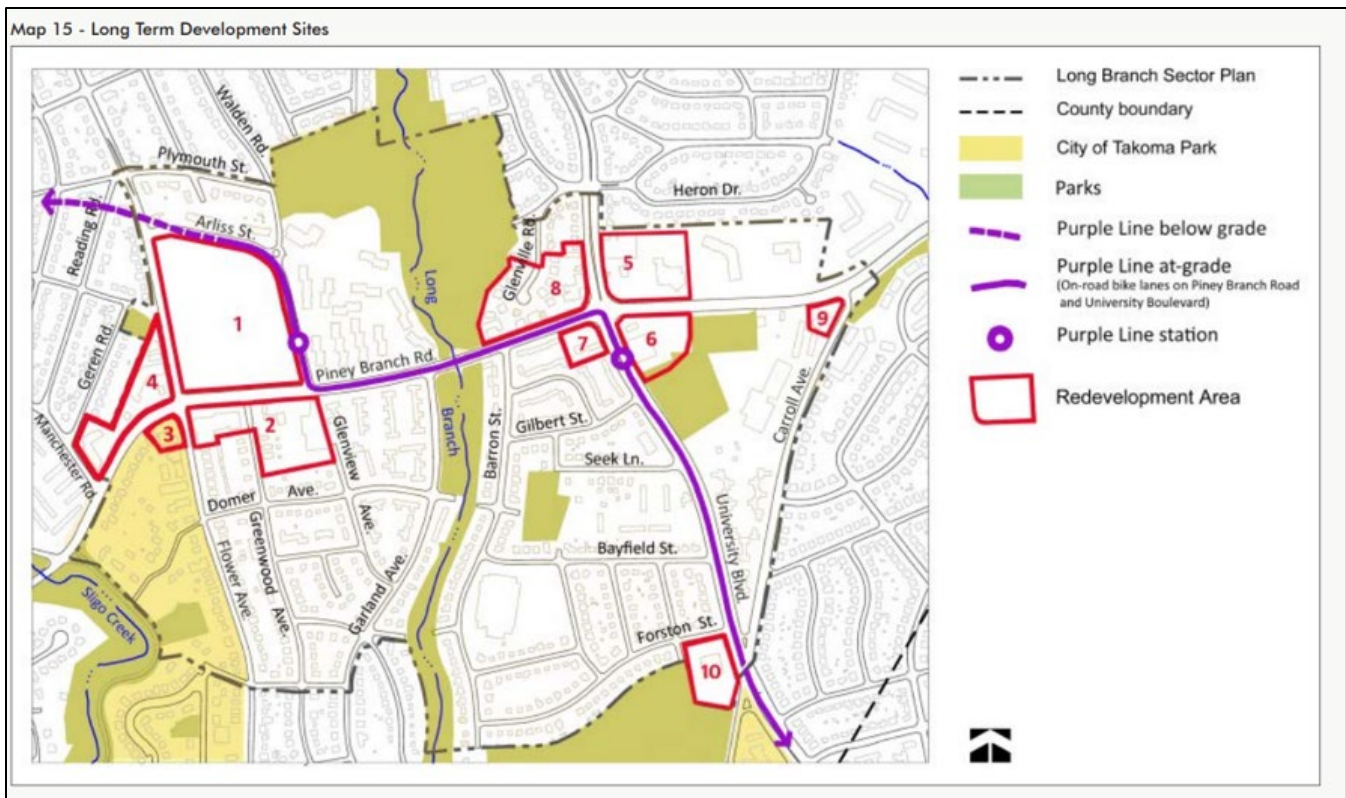 Map 15 - Long Term Development Sites
Long Branch Sector Plan
County boundary
City of Takoma Park
Parks
Purple Line below grade
Purple Line at-grade
(On-road bike lanes on Piney Branch Road
and University Boulevard)
Purple Line station
Redevelopment Area
Walden Rd.
Plymouth St.
Heron Dr.
Reading Rd.
Arliss St.
Glenville Rd.
Long
5
8
1
9
7
6
Geren Rd.
4
Piney Branch Rd.
Carroll Ave.
Manchester Rd.
3
2
Glenview
Ave.
Branch
Barron St.
Gilbert St.
Seek Ln.
Domer Ave.
Greenwood Ave.
Flower Ave.
Garland Ave.
Bayfield St.
University Blvd.
Sligo Creek
Forston St.
10